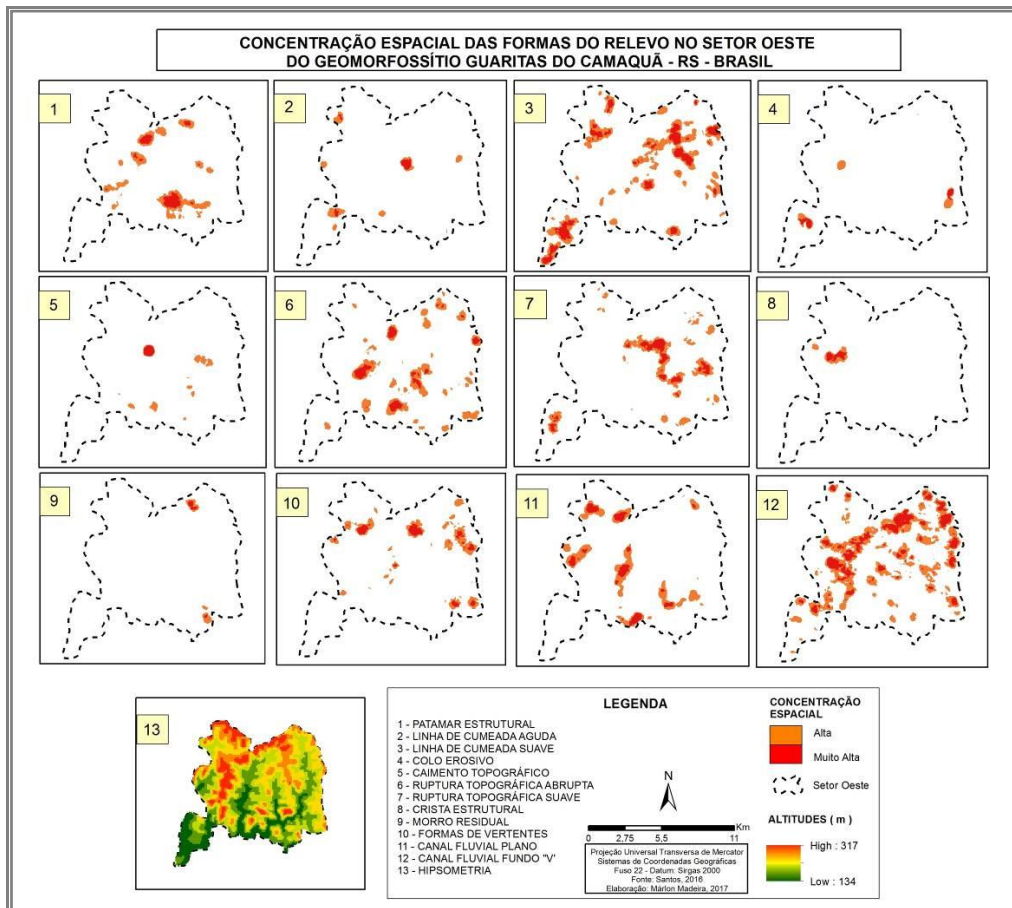 CONCENTRAÇÃO ESPACIAL DAS FORMAS DO RELEVO NO SETOR OESTE
DO GEOMORFOSSÍTIO GUARITAS DO CAMAQUÃ - RS - BRASIL
1
2
3
4
5
6
7
8
9
10
11
12
13
LEGENDA
1 - PATAMAR ESTRUTURAL
2 - LINHA DE CUMEADA AGUDA
3 - LINHA DE CUMEADA SUAVE
4 - COLO EROSIVO
5 - CAIMENTO TOPOGRÁFICO
6 - RUPTURA TOPOGRÁFICA ABRUPTA
7 - RUPTURA TOPOGRÁFICA SUAVE
8 - CRISTA ESTRUTURAL
9 - MORRO RESIDUAL
10 - FORMAS DE VERTENTES
11 - CANAL FLUVIAL PLANO
12 - CANAL FLUVIAL FUNDO "V"
13 - HIPSOMETRIA
N
Km
0 2,75 5,5 11
Projeção Universal Transversa de Mercator
Sistemas de Coordenadas Geográficas
Fuso 22 - Datum: Sirgas 2000
Fonte: Santos, 2016
Elaboração: Márlon Madeira, 2017
CONCENTRAÇÃO
ESPACIAL
Alta
Muito Alta
Setor Oeste
ALTITUDES ( m )
High : 317
Low : 134